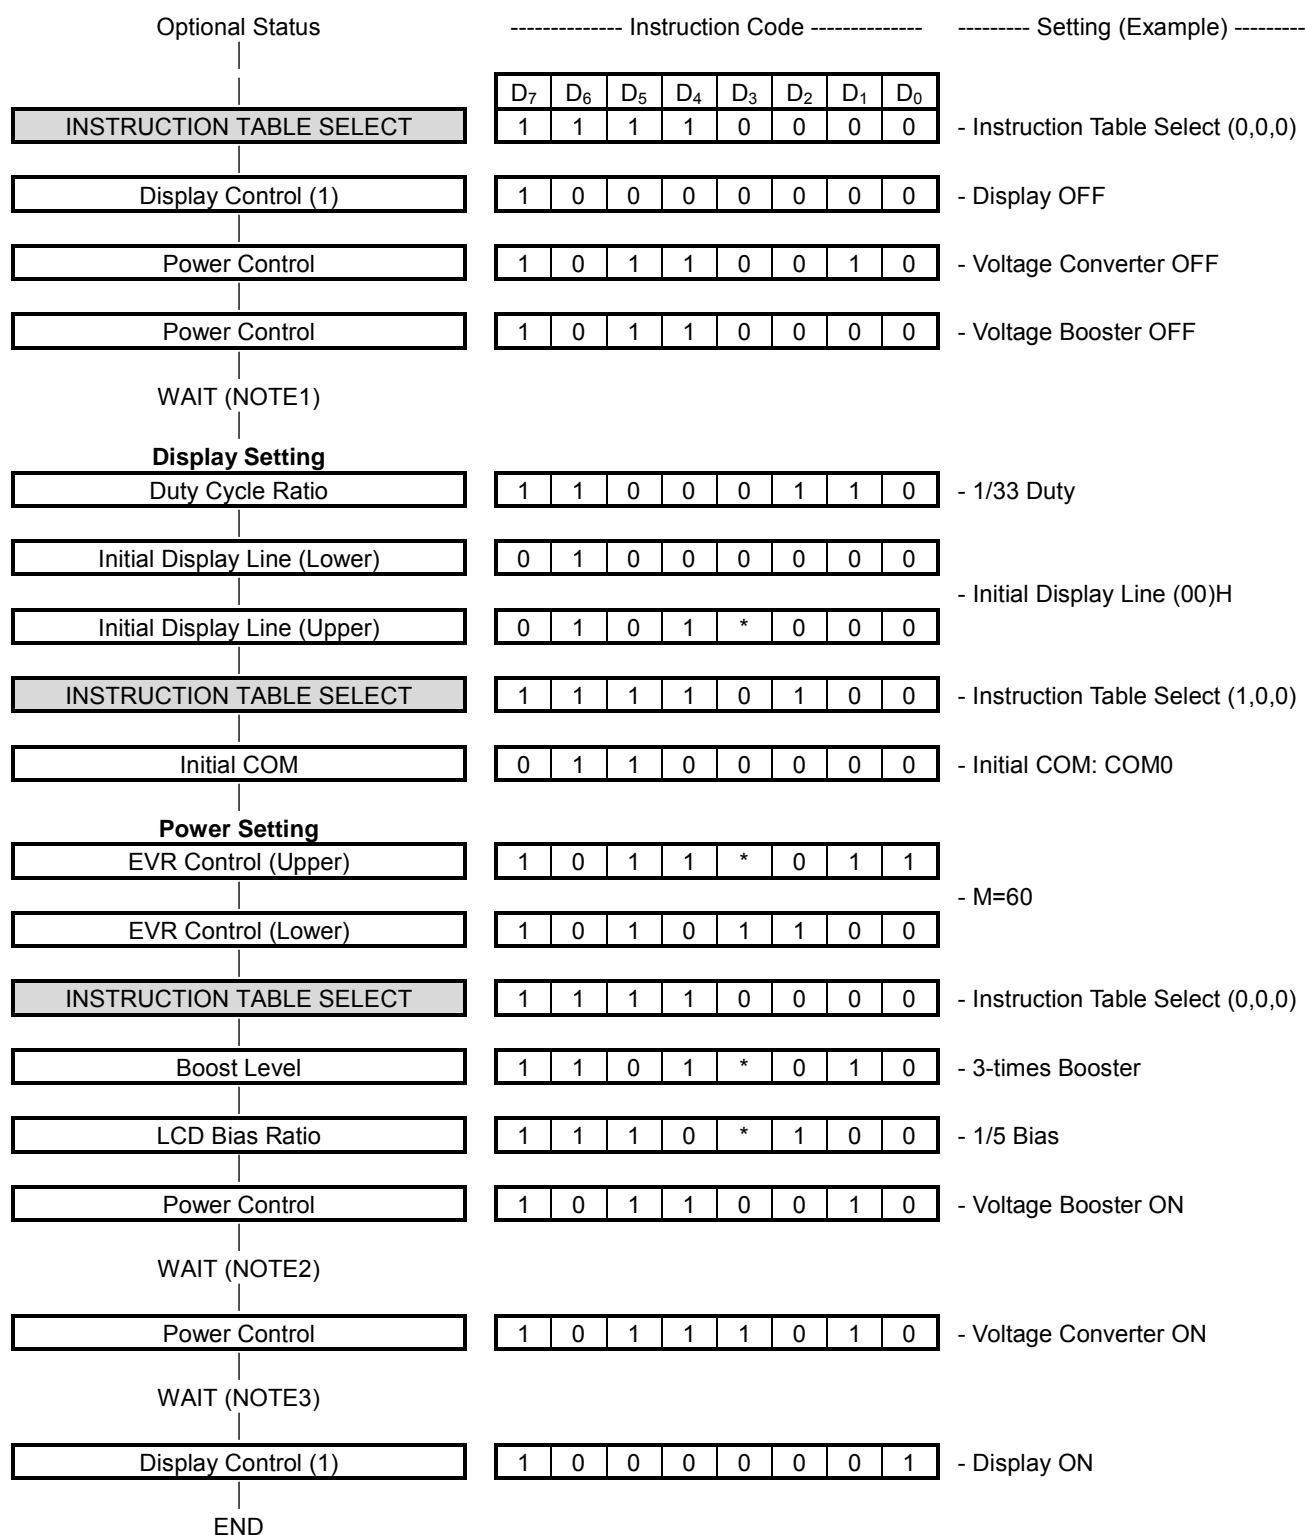 Optional Status -------------- Instruction Code -------------- --------- Setting (Example) ---------
D7 D6 D5 D4 D3 D2 D1 D0
INSTRUCTION TABLE SELECT 1 1 1 1 0 0 0 0 - Instruction Table Select (0,0,0)
Display Control (1) 1 0 0 0 0 0 0 0 - Display OFF
Power Control 1 0 1 1 0 0 1 0 - Voltage Converter OFF
Power Control 1 0 1 1 0 0 0 0 - Voltage Booster OFF
WAIT (NOTE1)
Display Setting
Duty Cycle Ratio 1 1 0 0 0 1 1 0 - 1/33 Duty
Initial Display Line (Lower) 0 1 0 0 0 0 0 0
- Initial Display Line (00)H
Initial Display Line (Upper) 0 1 0 1 * 0 0 0
INSTRUCTION TABLE SELECT 1 1 1 1 0 1 0 0 - Instruction Table Select (1,0,0)
Initial COM 0 1 1 0 0 0 0 0 - Initial COM: COM0
Power Setting
EVR Control (Upper) 1 0 1 1 * 0 1 1
- M=60
EVR Control (Lower) 1 0 1 0 1 1 0 0
INSTRUCTION TABLE SELECT 1 1 1 1 0 0 0 0 - Instruction Table Select (0,0,0)
Boost Level 1 1 0 1 * 0 1 0 - 3-times Booster
LCD Bias Ratio 1 1 1 0 * 1 0 0 - 1/5 Bias
Power Control 1 0 1 1 0 0 1 0 - Voltage Booster ON
WAIT (NOTE2)
Power Control 1 0 1 1 1 0 1 0 - Voltage Converter ON
WAIT (NOTE3)
Display Control (1) 1 0 0 0 0 0 0 1 - Display ON
END